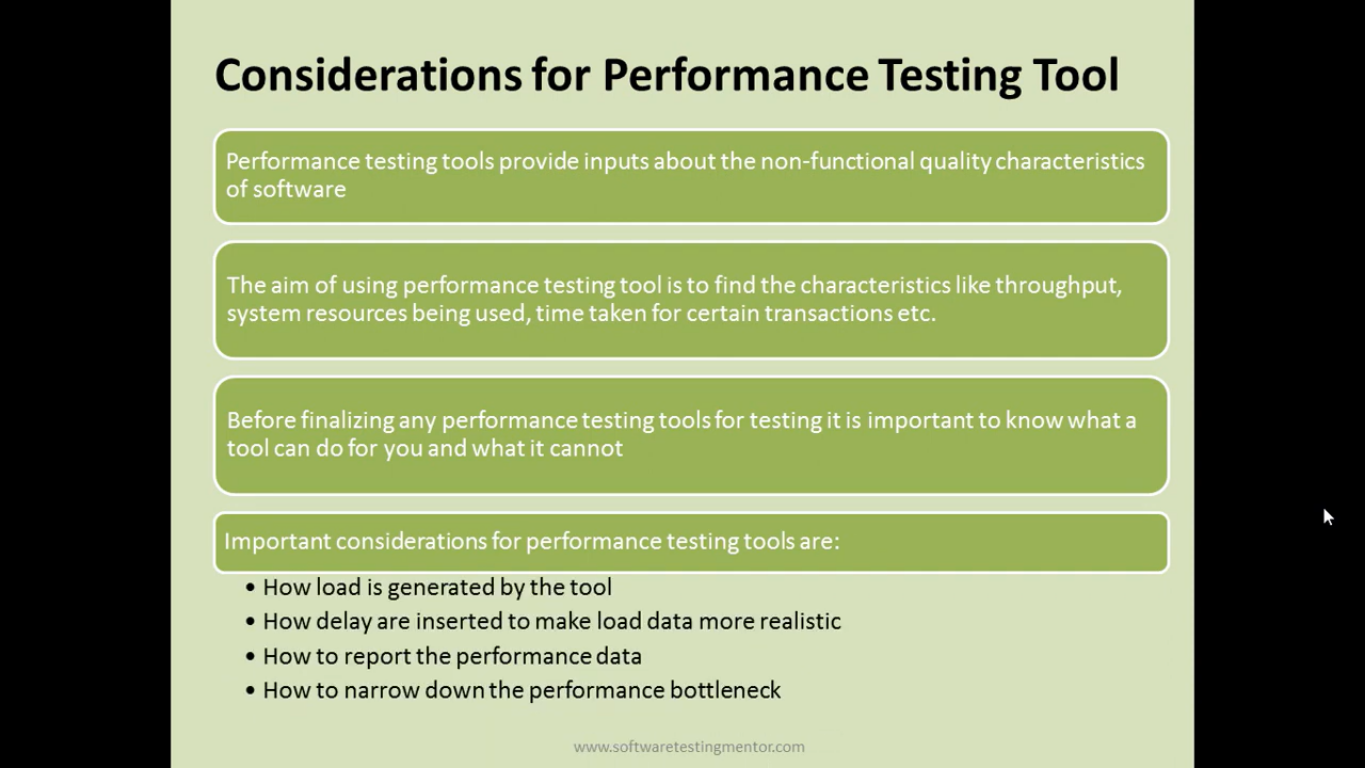 Considerations for Performance Testing Tool
Performance testing tools provide inputs about the non-functional quality characteristics
of software
The aim of using performance testing tool is to find the characteristics like throughput,
system resources being used, time taken for certain transactions etc.
Before finalizing any performance testing tools for testing it is important to know what a
tool can do for you and what it cannot
Important considerations for performance testing tools are:
• How load is generated by the tool
• How delay are inserted to make load data more realistic
• How to report the performance data
• How to narrow down the performance bottleneck
www.softwaretestingmentor.com